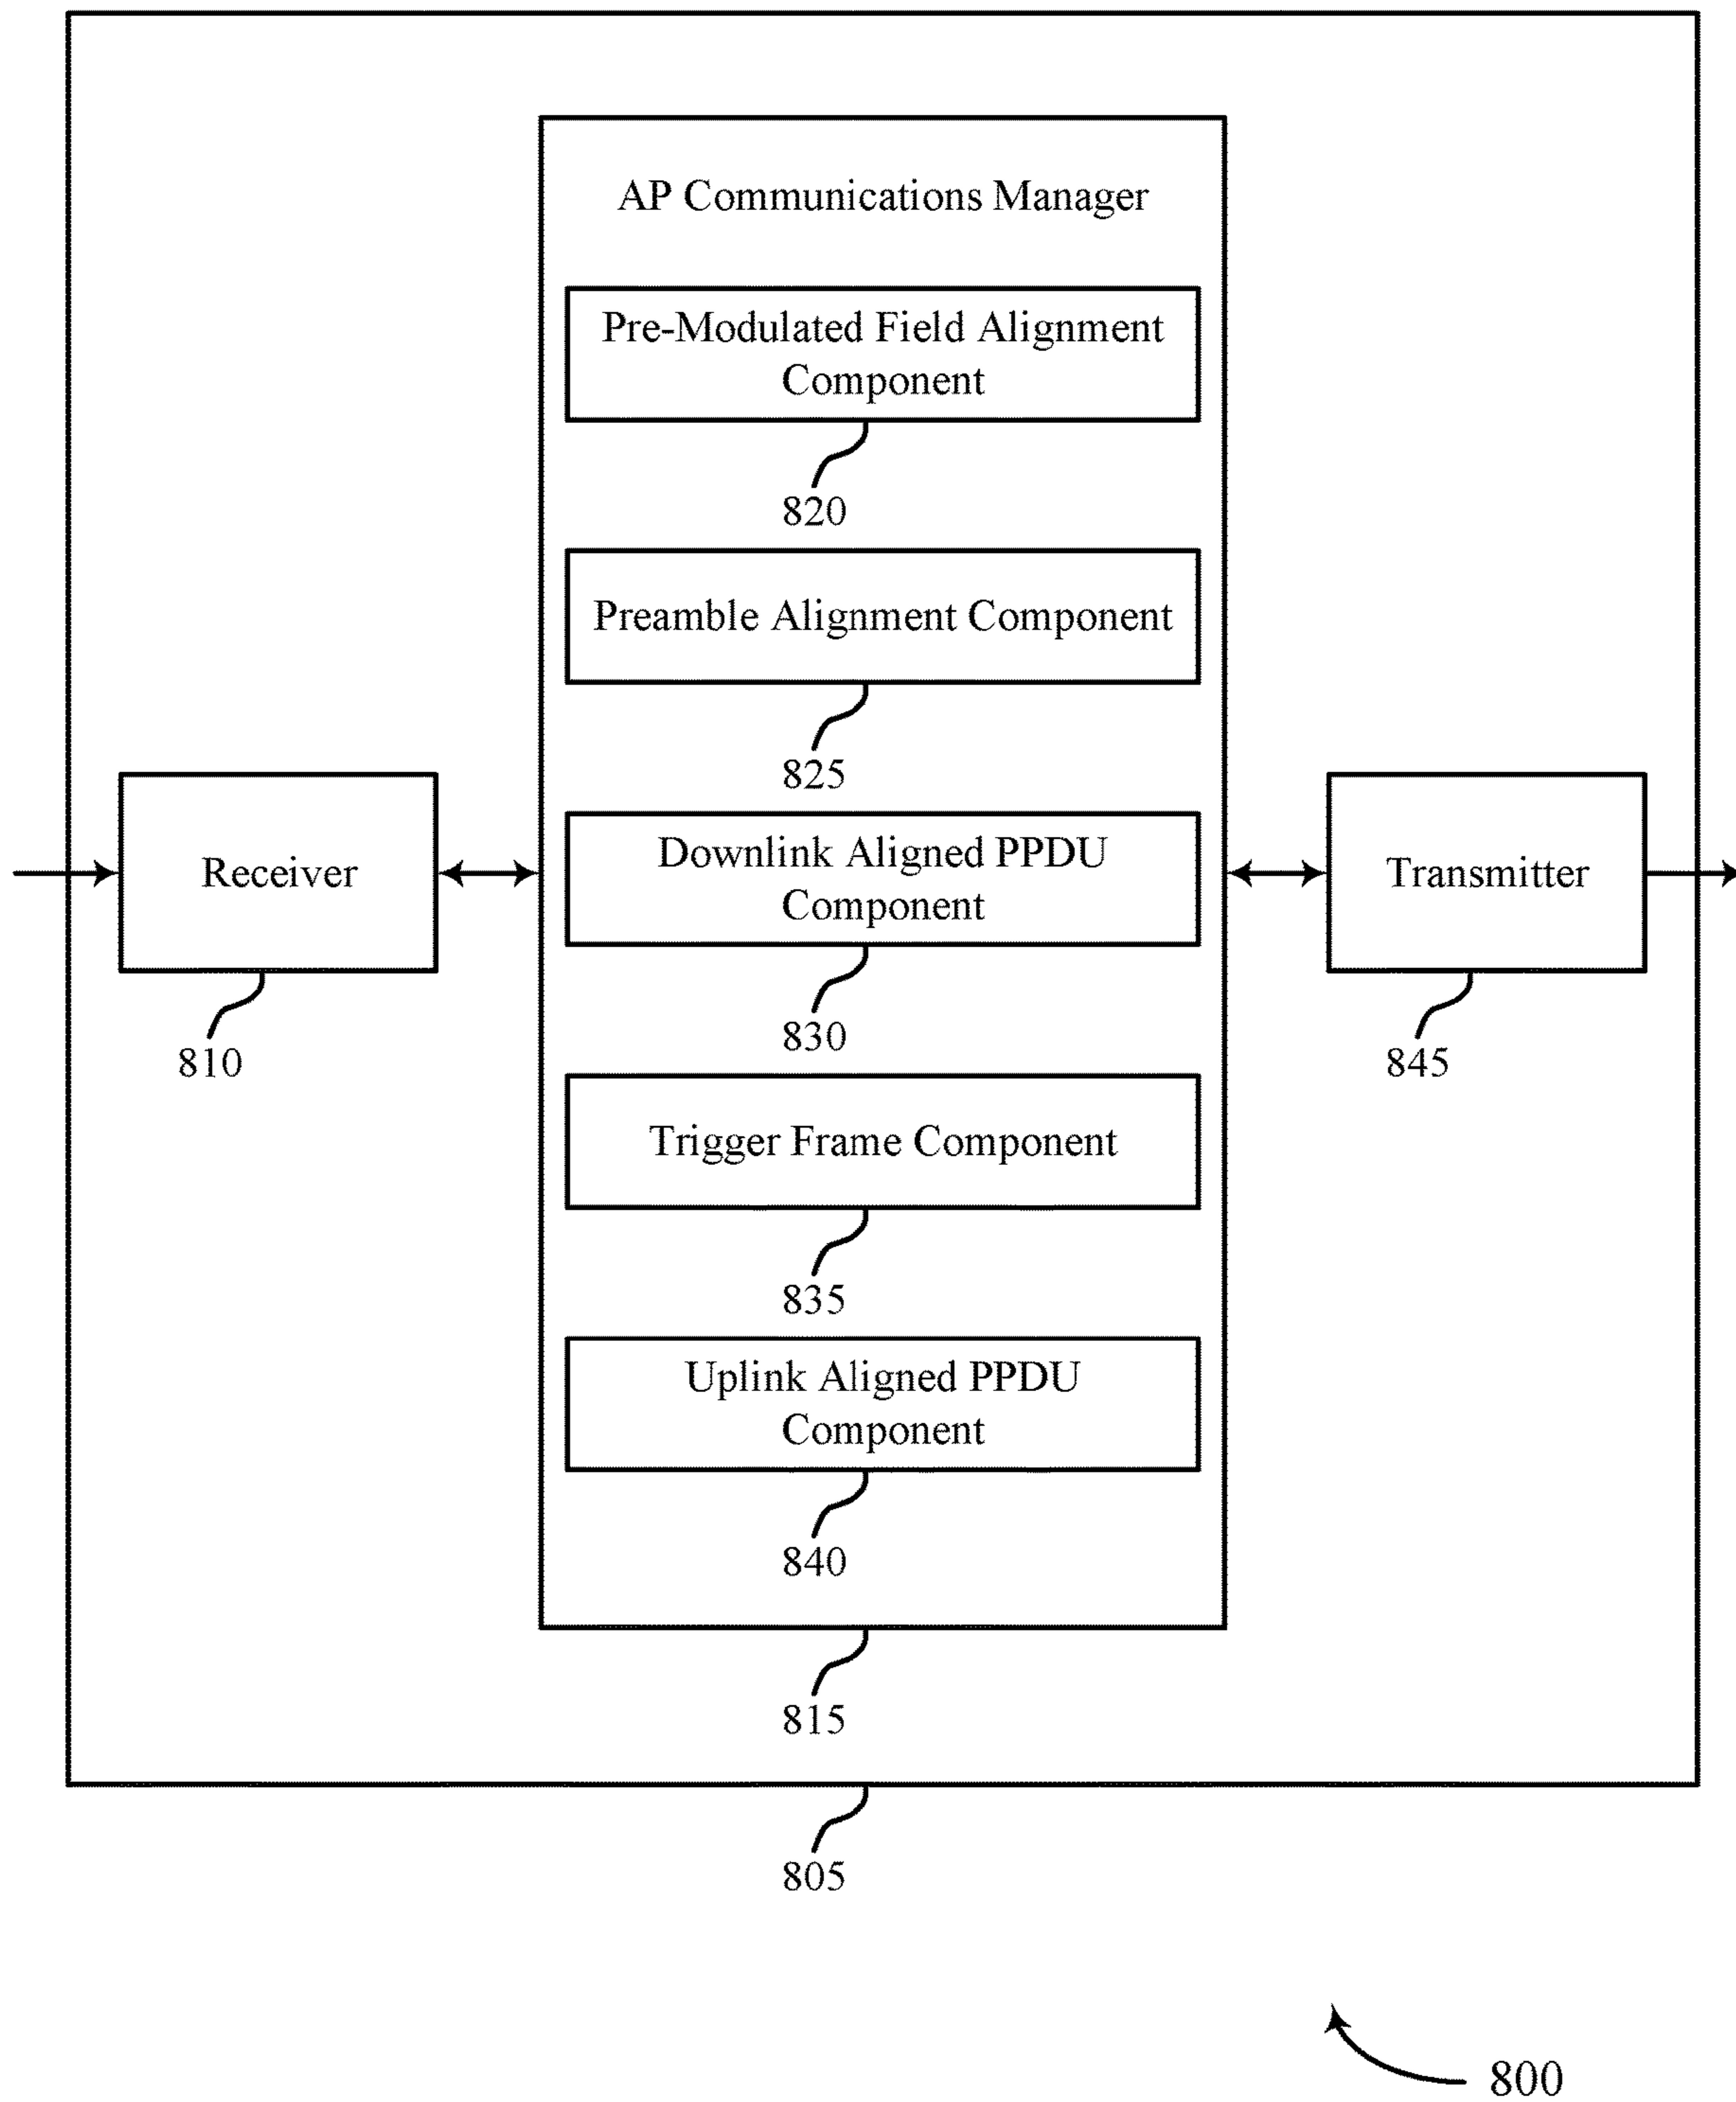 AP Communications Manager
Pre-Modulated Field Alignment
Component
820
Preamble Alignment Component
825
Receiver
810
Downlink Aligned PPDU
Component
830
Transmitter
845
Trigger Frame Component
835
Uplink Aligned PPDU
Component
840
815
805
800